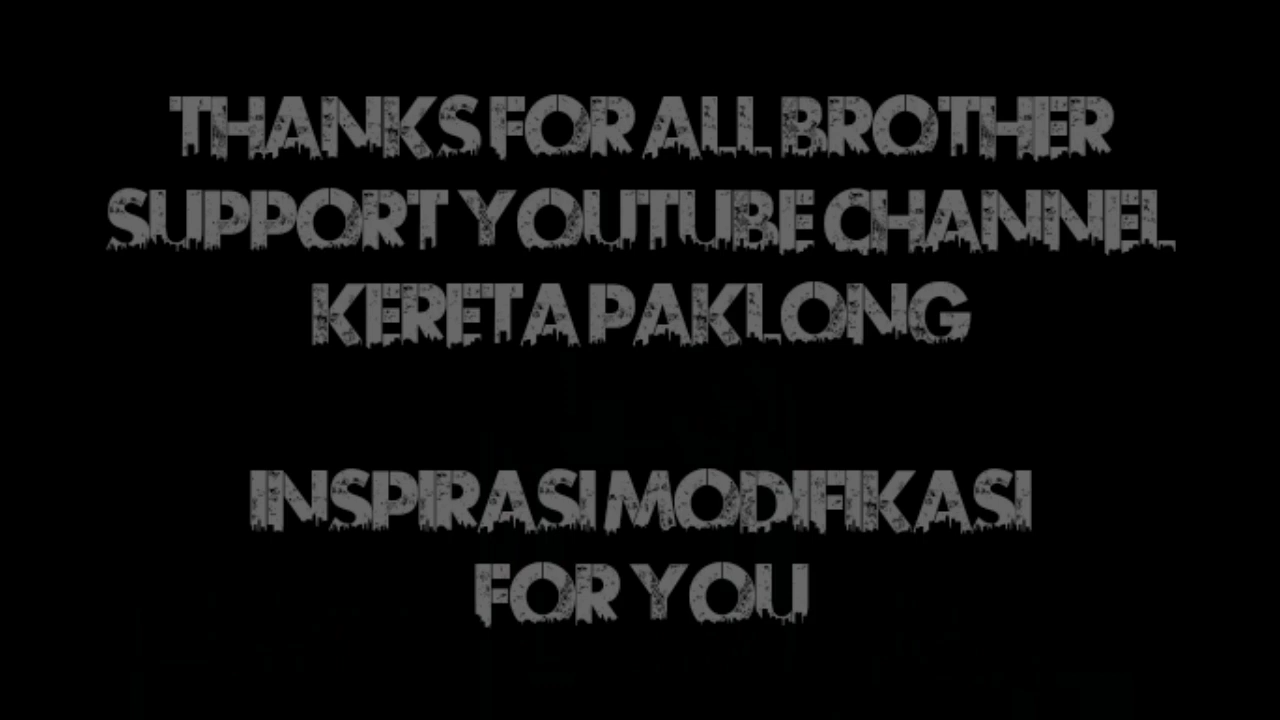 THANKS FOR ALL BROTHER
SUPPORT YOUTUBE CHANNEL
KERETA PAKLONG
INSPIRASI MODIFIKASI
FOR YOU